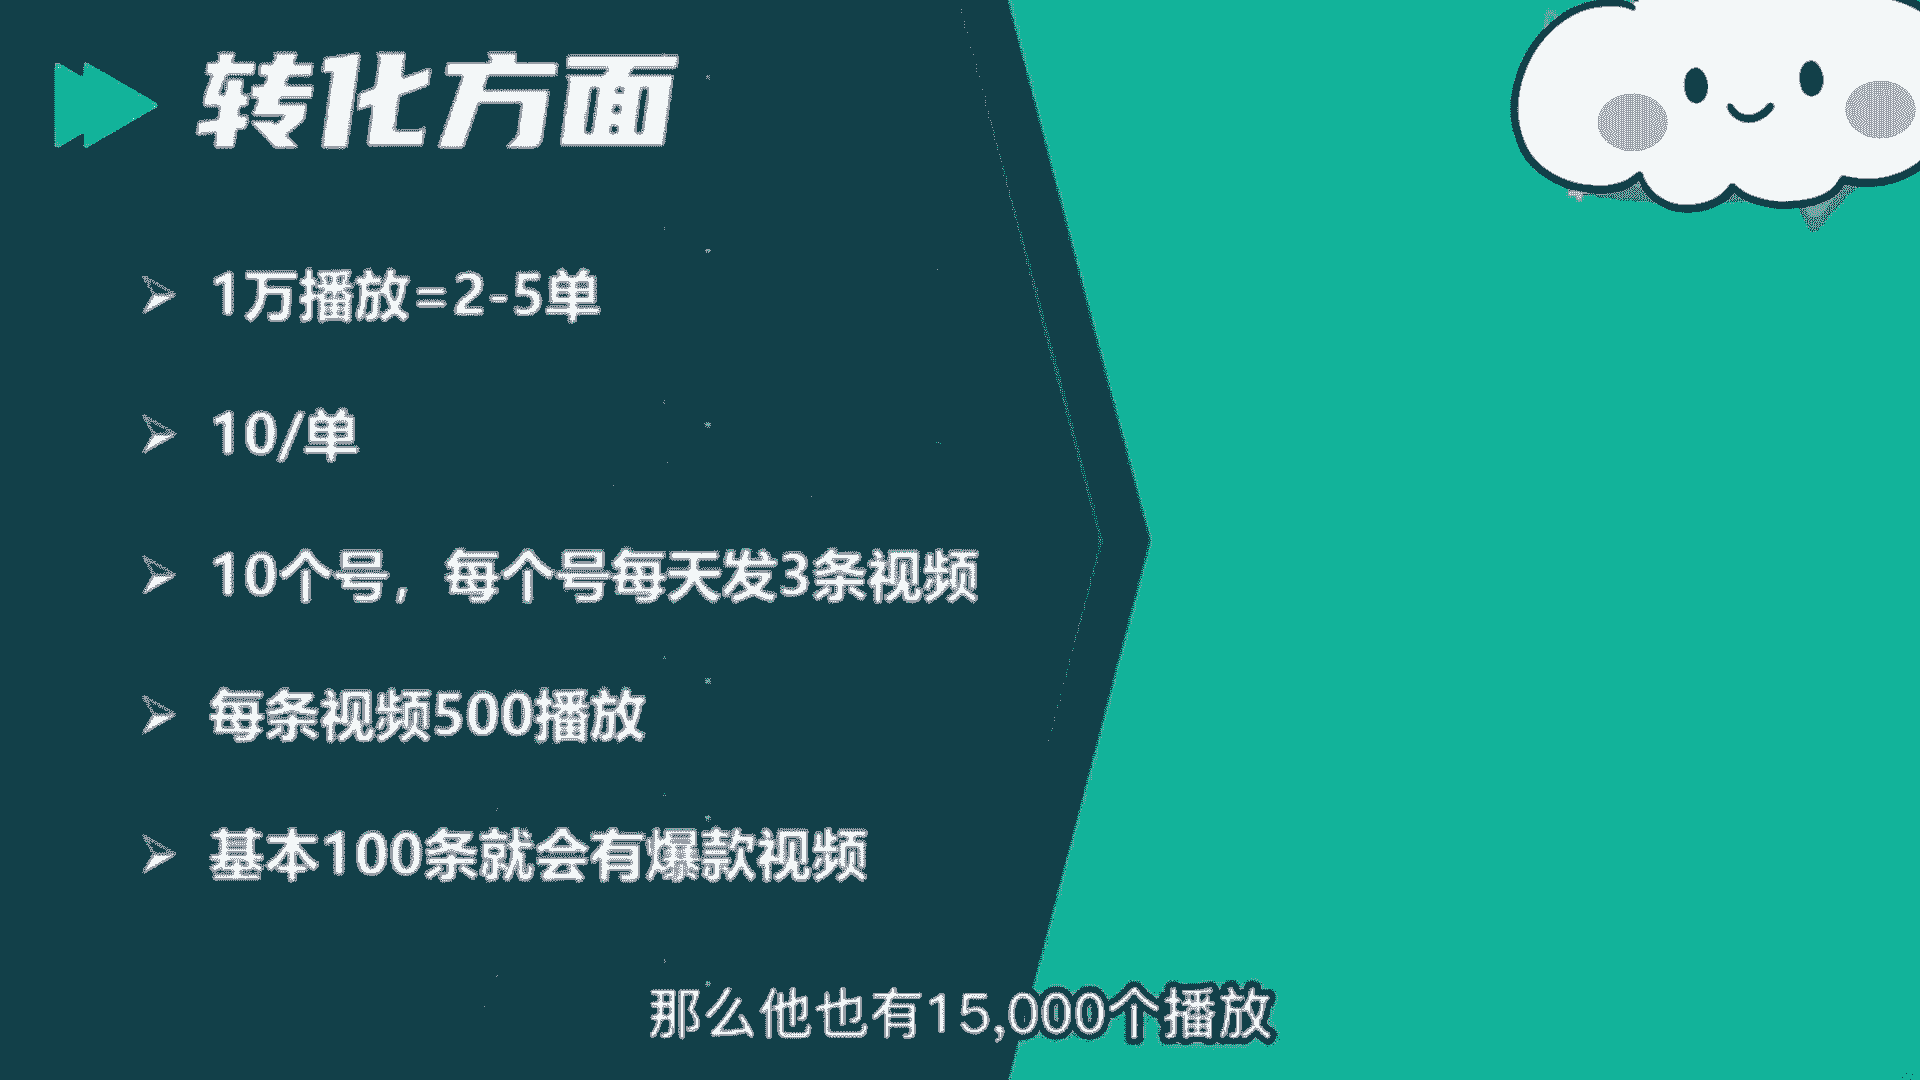 转化方面
1万播放=2-5单
10/单
10个号，每个号每天发3条视频
每条视频500播放
基本100条就会有爆款视频
那么他也有15,000个播放